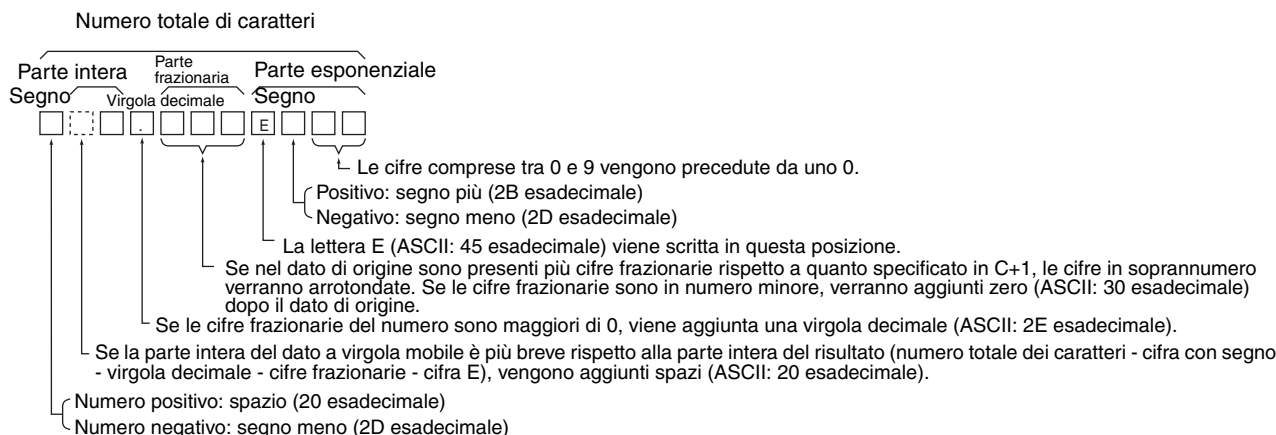 Numero totale di caratteri
Parte intera
Parte frazionaria
Parte esponenziale
Segno
Virgola decimale
Segno
. E
Le cifre comprese tra 0 e 9 vengono precedute da uno 0.
Positivo: segno più (2B esadecimale)
Negativo: segno meno (2D esadecimale)
La lettera E (ASCII: 45 esadecimale) viene scritta in questa posizione.
Se nel dato di origine sono presenti più cifre frazionarie rispetto a quanto specificato in C+1, le cifre in soprannumero
verranno arrotondate. Se le cifre frazionarie sono in numero minore, verranno aggiunti zero (ASCII: 30 esadecimale)
dopo il dato di origine.
Se le cifre frazionarie del numero sono maggiori di 0, viene aggiunta una virgola decimale (ASCII: 2E esadecimale).
Se la parte intera del dato a virgola mobile è più breve rispetto alla parte intera del risultato (numero totale dei caratteri - cifra con segno
- virgola decimale - cifre frazionarie - cifra E), vengono aggiunti spazi (ASCII: 20 esadecimale).
Numero positivo: spazio (20 esadecimale)
Numero negativo: segno meno (2D esadecimale)